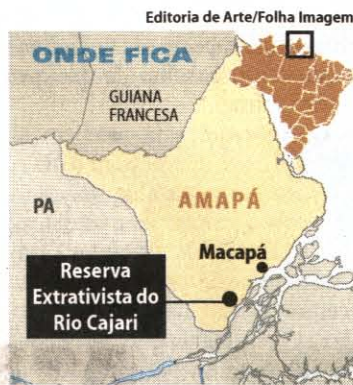 Editoria de Arte/Folha Imagem
ONDE FICA
GUIANA
FRANCESA
PA
AMAPÁ
Macapá
Reserva
Extrativista do
Rio Cajari